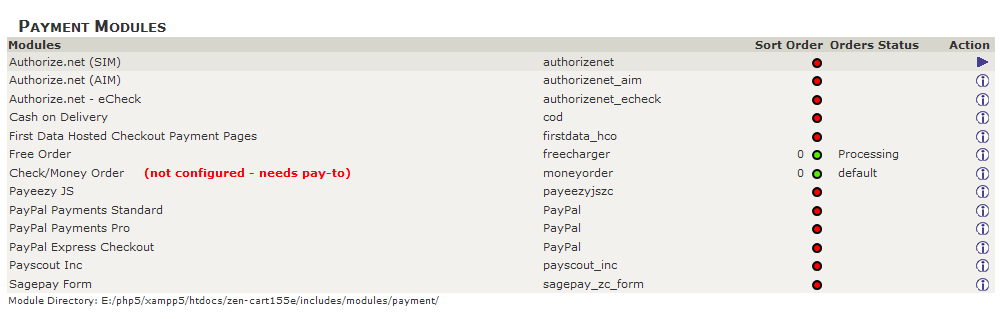 PAYMENT MODULES
Modules Sort Order Orders Status Action
Authorize.net (SIM) authorizenet
Authorize.net (AIM) authorizenet_aim
Authorize.net - eCheck authorizenet_echeck
Cash on Delivery cod
First Data Hosted Checkout Payment Pages firstdata_hco
Free Order freecharger 0 Processing
Check/Money Order (not configured - needs pay-to) moneyorder 0 default
Payeezy JS payeezyjszc
PayPal Payments Standard PayPal
PayPal Payments Pro PayPal
PayPal Express Checkout PayPal
Payscout Inc payscout_inc
Sagepay Form sagepay_zc_form
Module Directory: E:/php5/xampp5/htdocs/zen-cart155e/includes/modules/payment/